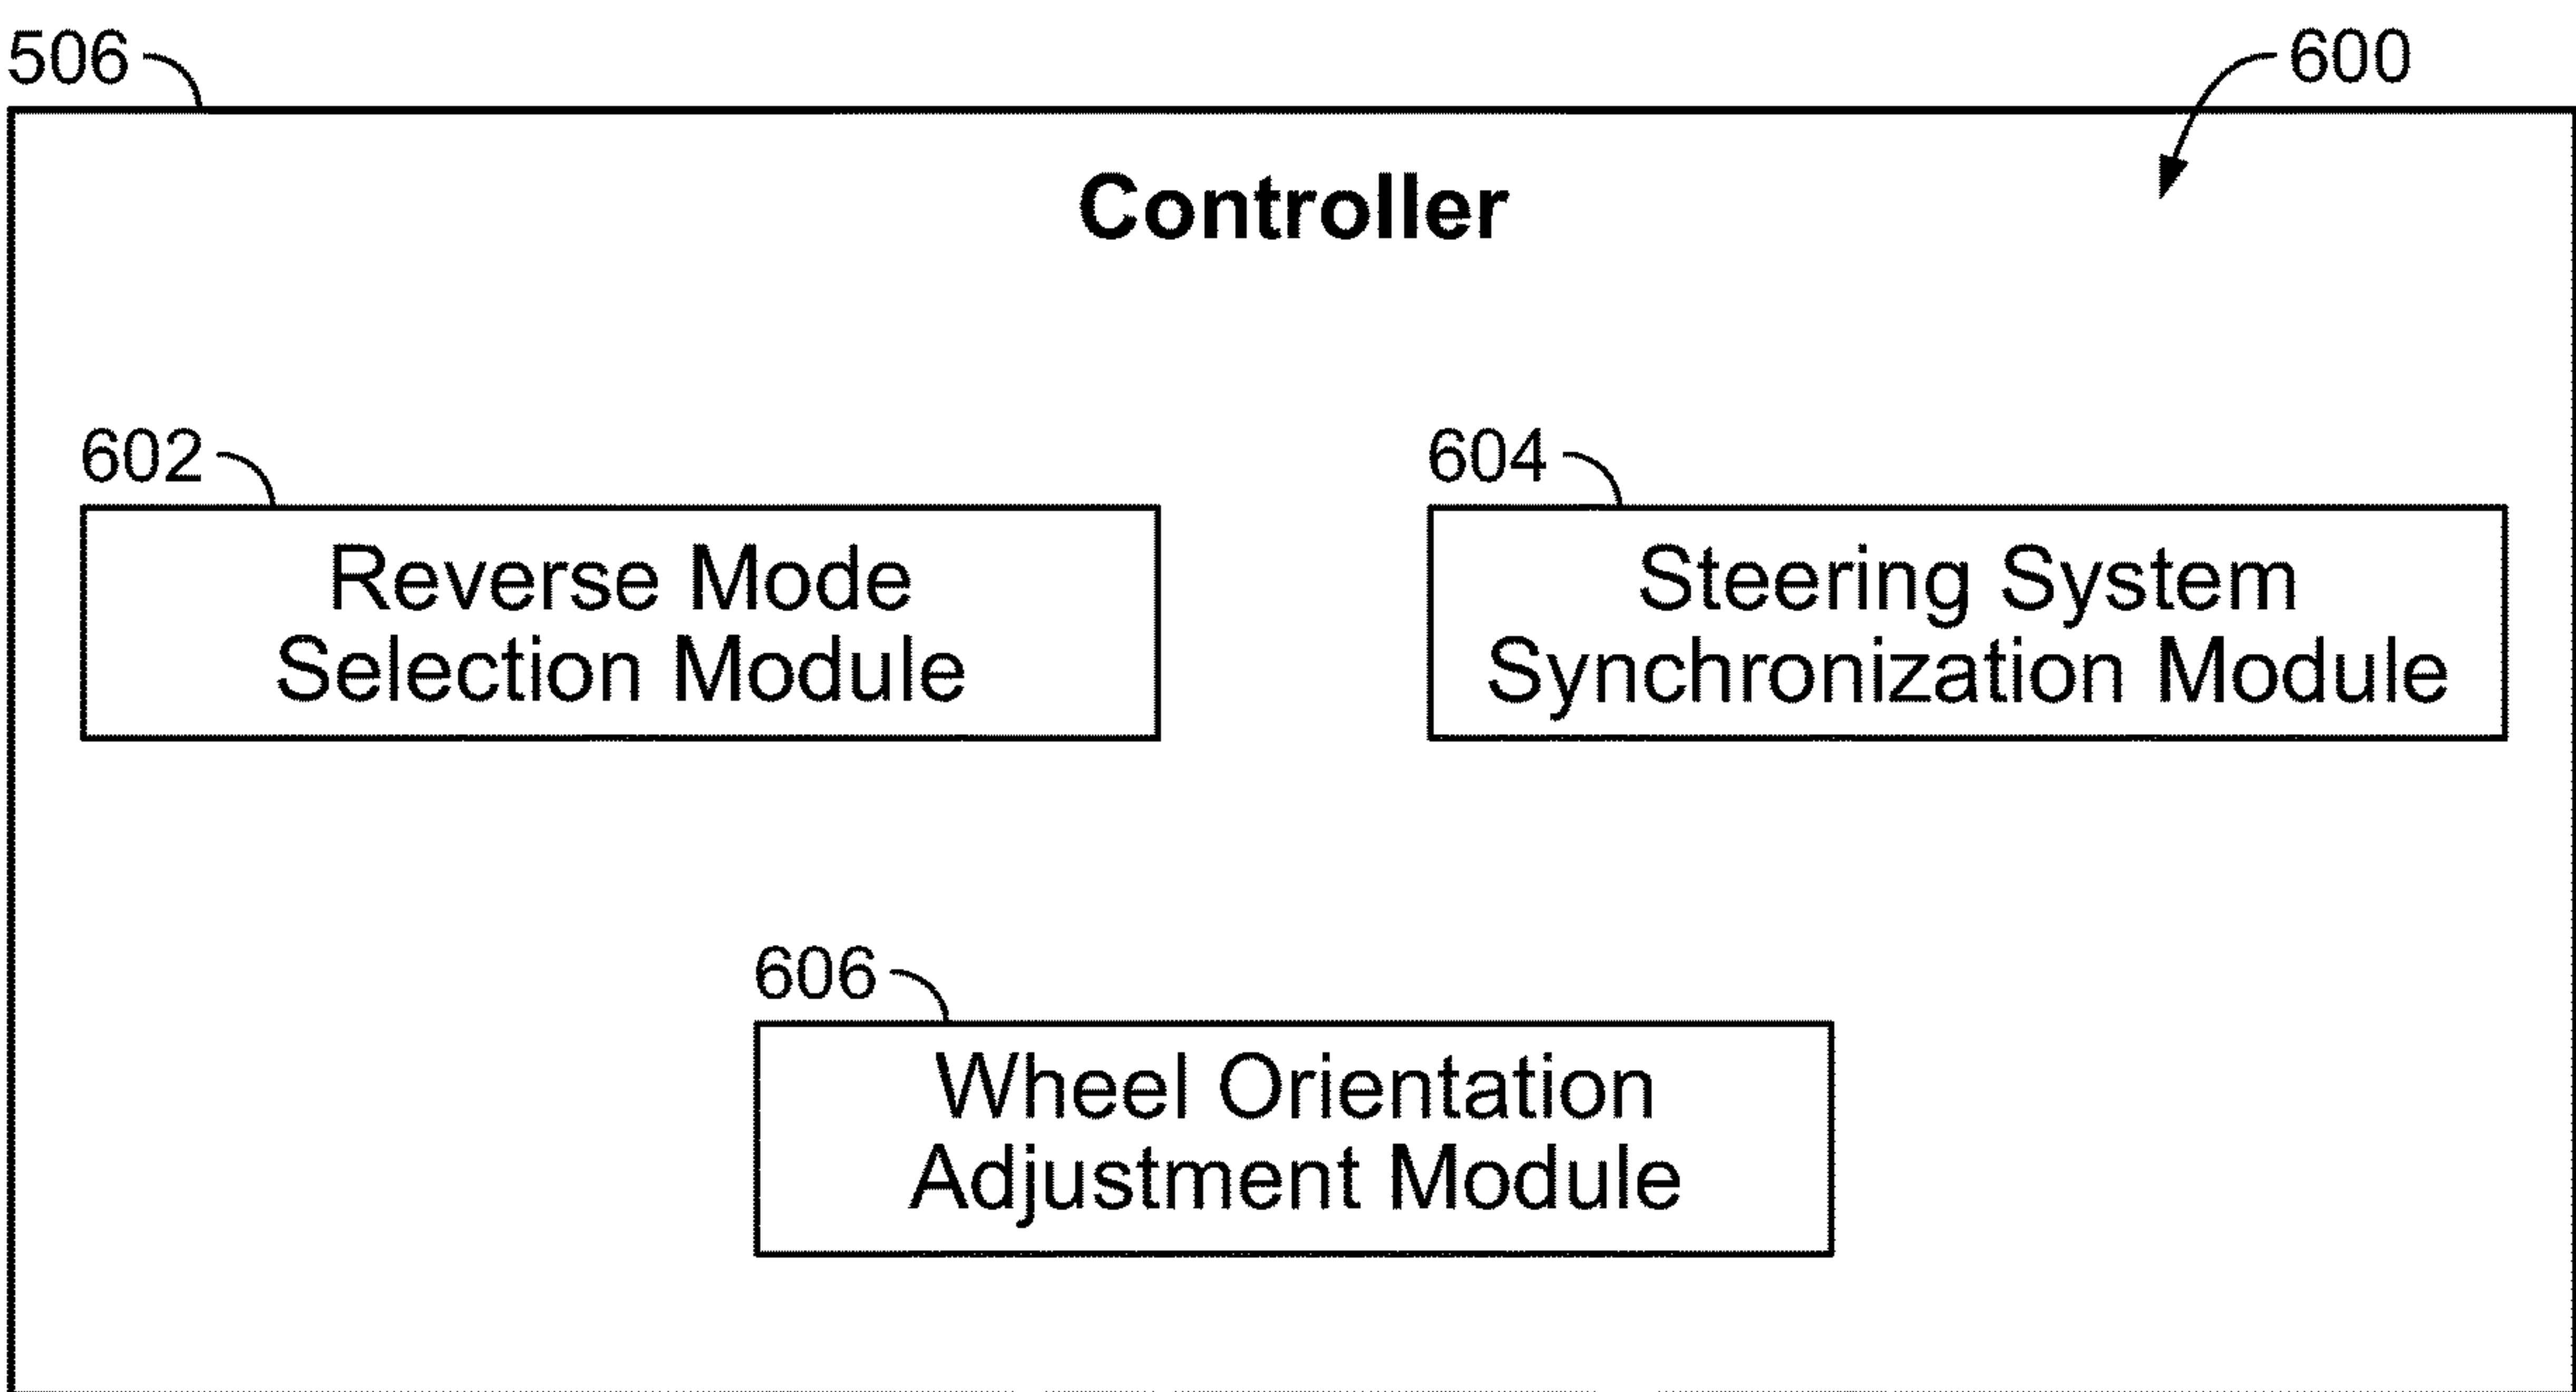 506
600
Controller
602
604
Reverse Mode
Selection Module
Steering System
Synchronization Module
606
Wheel Orientation
Adjustment Module